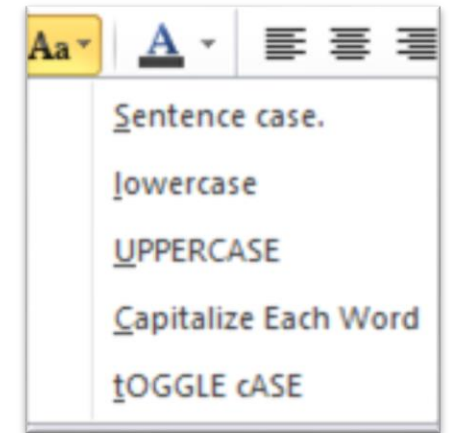 Aa A
Sentence case.
lowercase
UPPERCASE
Capitalize Each Word
tOGGLE cASE